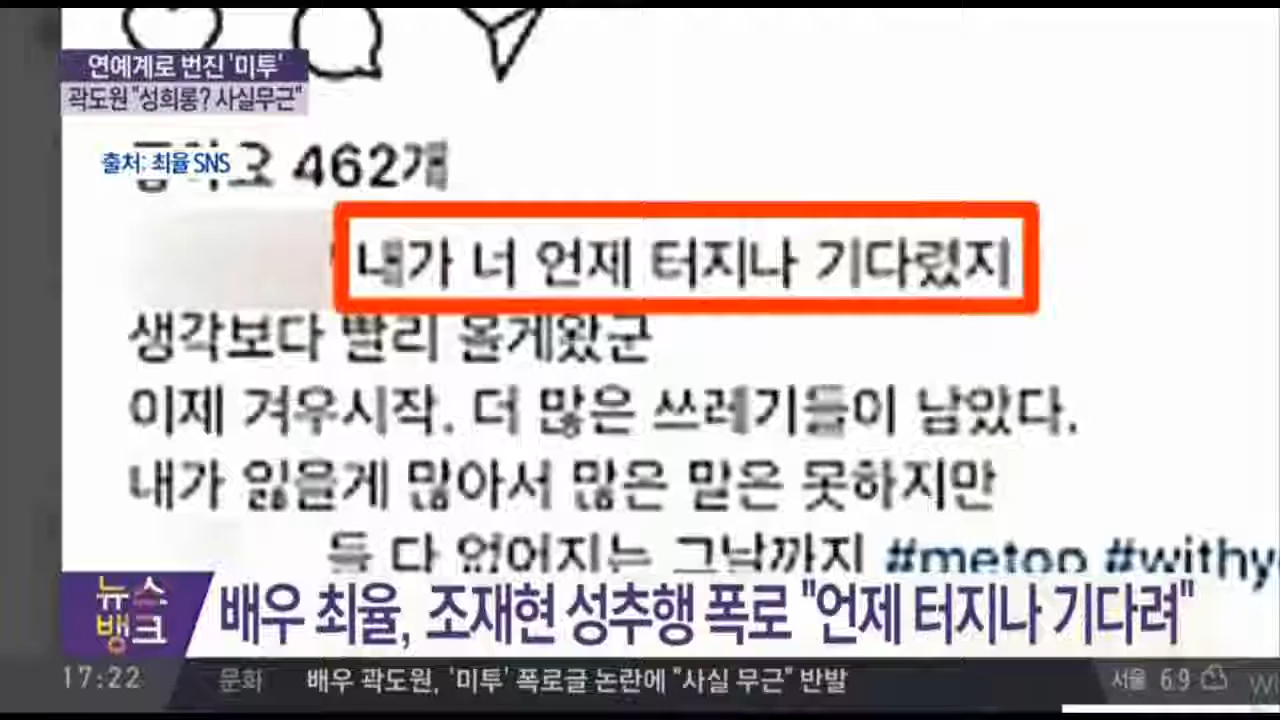 연예계로 번진 '미투'
곽도원 "성희롱? 사실무근"
출처: 최율 SNS
462개
내가 너 언제 터지나 기다렸지
생각보다 빨리 올게왔군
이제 겨우시작. 더 많은 쓰레기들이 남았다.
내가 잃을게 많아서 많은 말은 못하지만
들 다 없어지는 그날까지 #metoo #withy
뉴스뱅크
배우 최율, 조재현 성추행 폭로 "언제 터지나 기다려"
17:22 문화 배우 곽도원, '미투' 폭로글 논란에 "사실 무근" 반발 서울 6.9